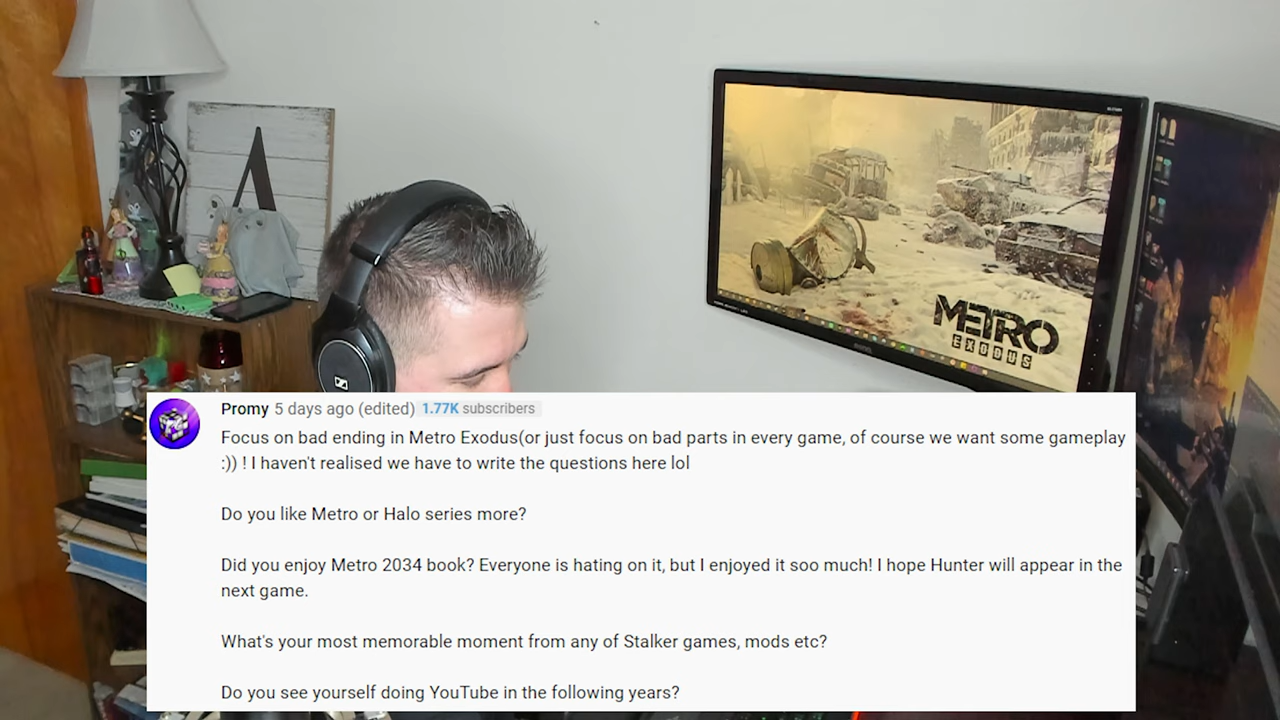 A
METRO
EXODUS
Promy 5 days ago (edited) 1.77K subscribers
Focus on bad ending in Metro Exodus(or just focus on bad parts in every game, of course we want some gameplay
:)) ! I haven't realised we have to write the questions here lol
Do you like Metro or Halo series more?
Did you enjoy Metro 2034 book? Everyone is hating on it, but I enjoyed it soo much! I hope Hunter will appear in the
next game.
What's your most memorable moment from any of Stalker games, mods etc?
Do you see yourself doing YouTube in the following years?